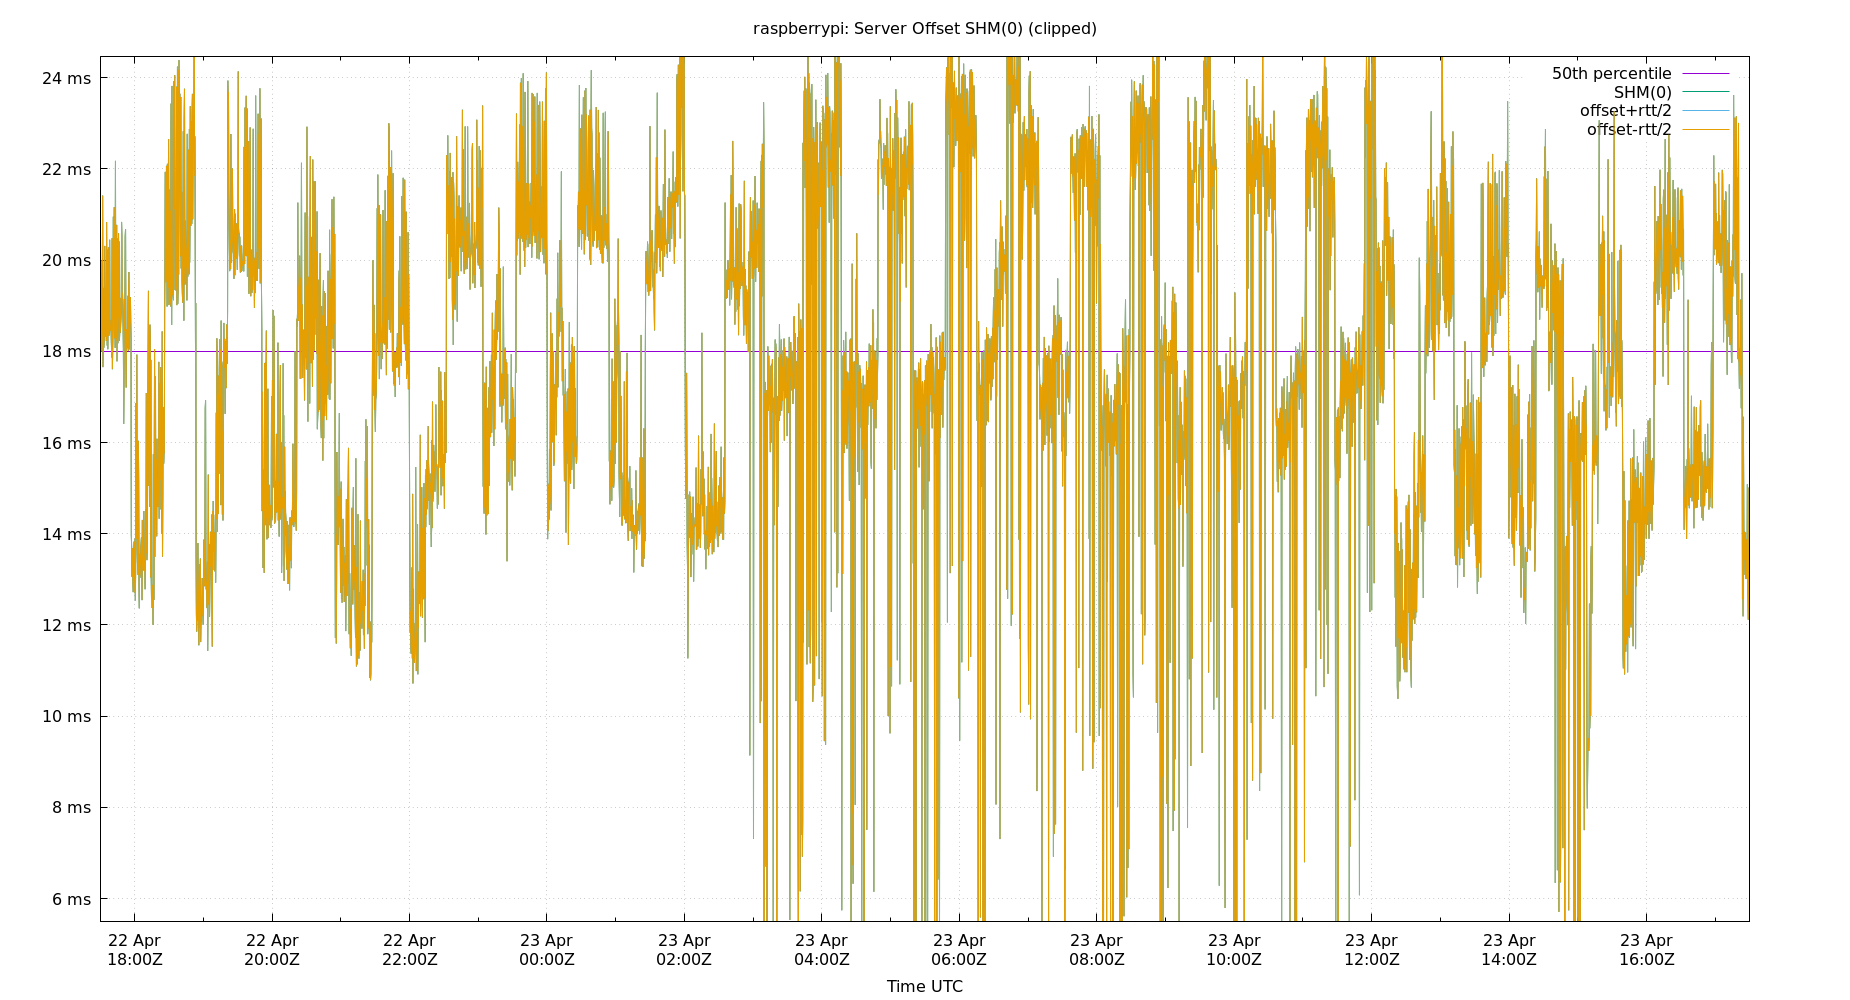 raspberrypi: Server Offset SHM(0) (clipped)
50th percentile
SHM(0)
offset+rtt/2
offset-rtt/2
24 ms
22 ms
20 ms
18 ms
16 ms
14 ms
12 ms
10 ms
8 ms
6 ms
22 Apr 22 Apr 22 Apr 23 Apr 23 Apr 23 Apr 23 Apr 23 Apr 23 Apr 23 Apr 23 Apr 23 Apr
18:00Z 20:00Z 22:00Z 00:00Z 02:00Z 04:00Z 06:00Z 08:00Z 10:00Z 12:00Z 14:00Z 16:00Z
Time UTC